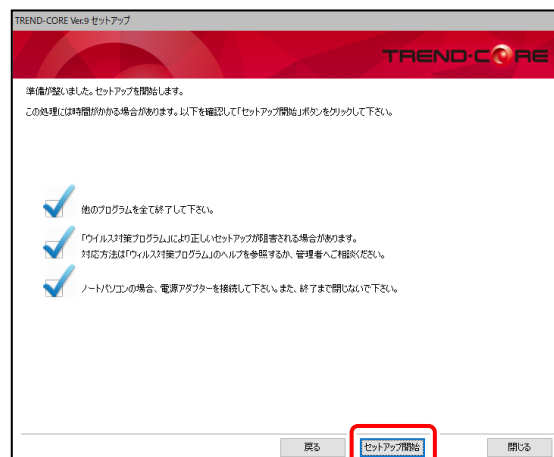 TREND-CORE Ver.9 セットアップ
TREND-CORE
準備が整いました。セットアップを開始します。
この処理には時間がかかる場合があります。以下を確認して「セットアップ開始」ボタンをクリックして下さい。
他のプログラムを全て終了して下さい。
「ウイルス対策プログラム」により正しいセットアップが阻害される場合があります。
対応方法は「ウィルス対策プログラム」のヘルプを参照するか、管理者へご相談ください。
ノートパソコンの場合、電源アダプターを接続して下さい。また、終了まで閉じないで下さい。
戻る
セットアップ開始
閉じる